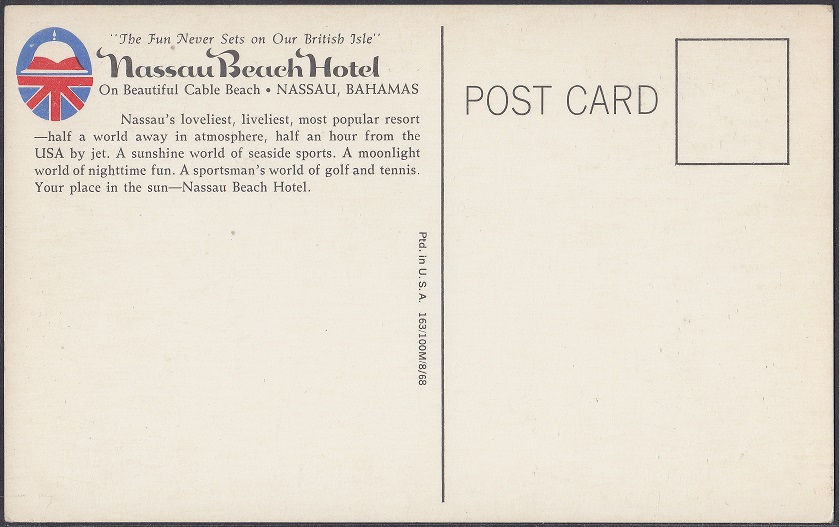 "The Fun Never Sets on Our British Isle"
Nassau Beach Hotel
On Beautiful Cable Beach • NASSAU, BAHAMAS
Nassau's loveliest, liveliest, most popular resort
—half a world away in atmosphere, half an hour from the
USA by jet. A sunshine world of seaside sports. A moonlight
world of nighttime fun. A sportsman's world of golf and tennis.
Your place in the sun—Nassau Beach Hotel.
Ptd. in U. S. A. 163/100M/8/68
POST CARD